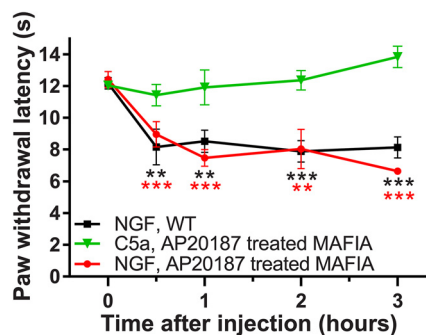 Paw withdrawal latency (s)
16
14
12
10
8
6
4
2
0
** ** *** ***
*** *** ** ***
NGF, WT
C5a, AP20187 treated MAFIA
NGF, AP20187 treated MAFIA
0 1 2 3
Time after injection (hours)